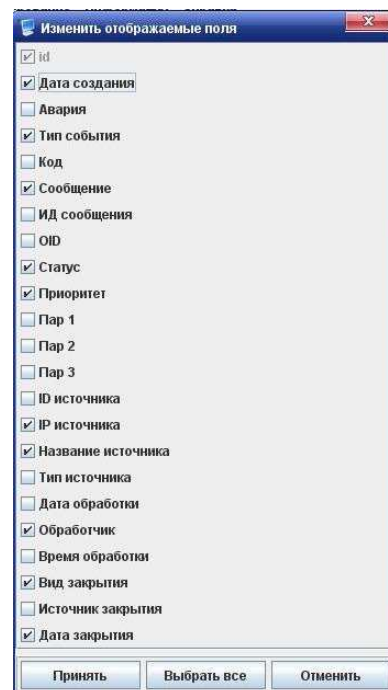 Изменить отображаемые поля
id
Дата создания
Авария
Тип события
Код
Сообщение
ИД сообщения
OID
Статус
Приоритет
Пар 1
Пар 2
Пар 3
ID источника
IP источника
Название источника
Тип источника
Дата обработки
Обработчик
Время обработки
Вид закрытия
Источник закрытия
Дата закрытия
Принять Выбрать все Отменить